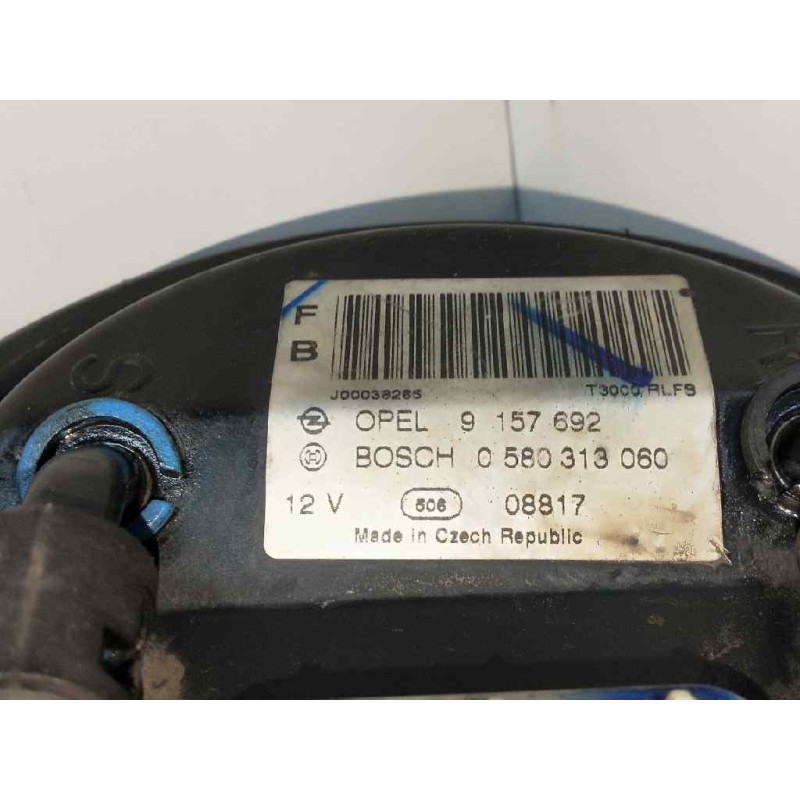 F
B
J00038285 T3000/RLFS
OPEL 9 157 692
BOSCH 0 580 313 060
12 V 506 08817
Made in Czech Republic
S